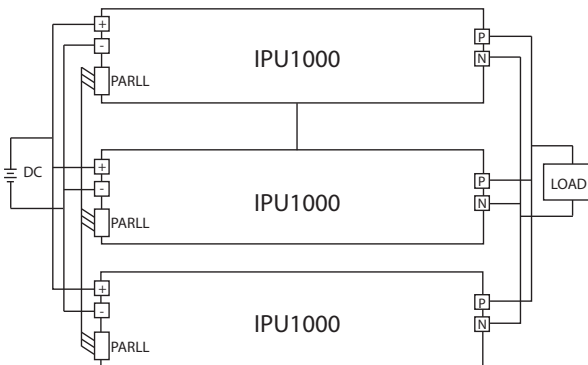 +
-
PARLL
IPU1000
P
N
DC
+
-
PARLL
IPU1000
P
N
LOAD
+
-
PARLL
IPU1000
P
N